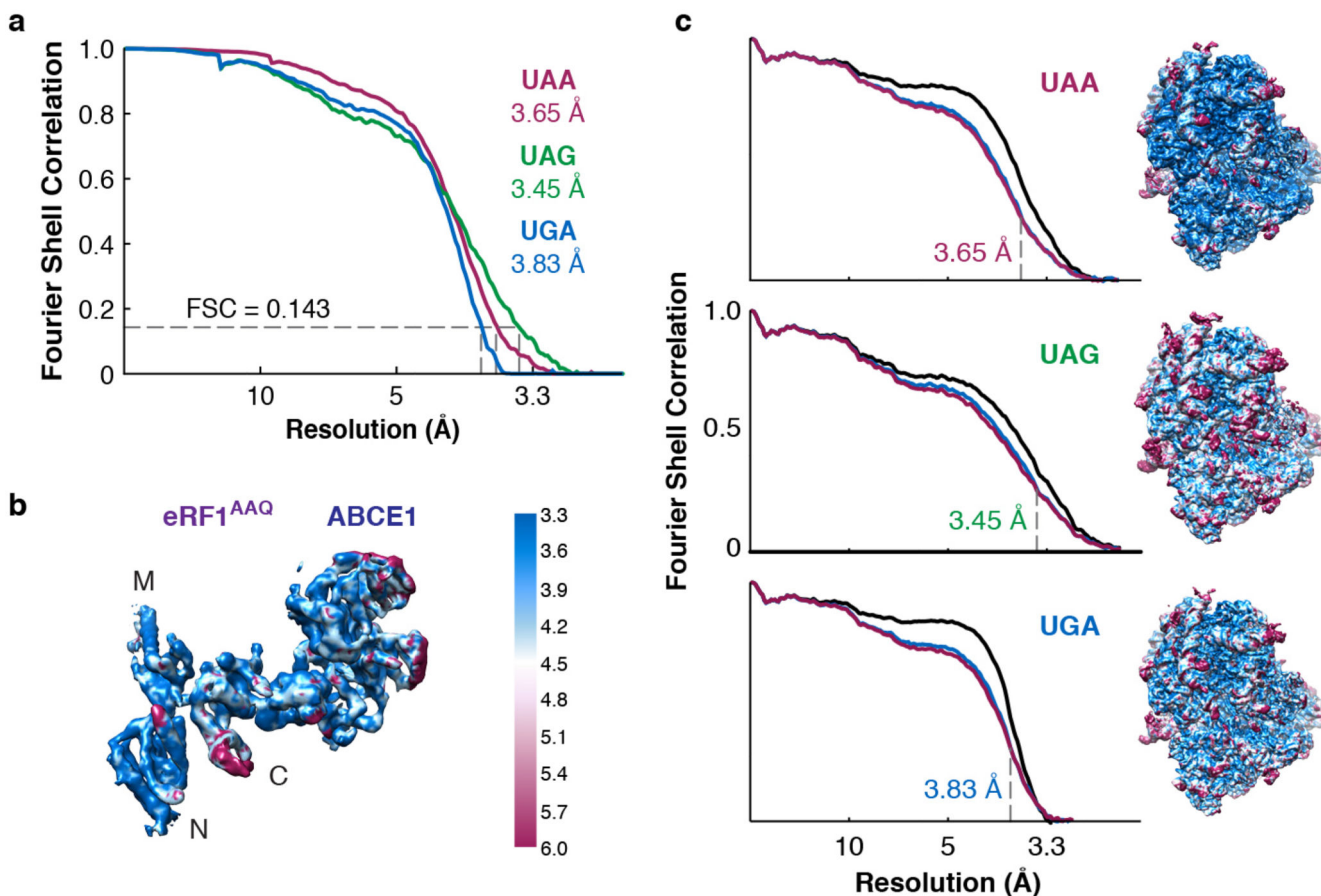 a
Fourier Shell Correlation
1.0
0.8
0.6
0.4
0.2
0
FSC = 0.143
UAA
3.65 Å
UAG
3.45 Å
UGA
3.83 Å
10
5
3.3
Resolution (Å)
b
eRF1AAQ
ABCE1
M
N
C
3.3
3.6
3.9
4.2
4.5
4.8
5.1
5.4
5.7
6.0
c
Fourier Shell Correlation
UAA
3.65 Å
1.0
0.5
0
UAG
3.45 Å
UGA
3.83 Å
10
5
3.3
Resolution (Å)